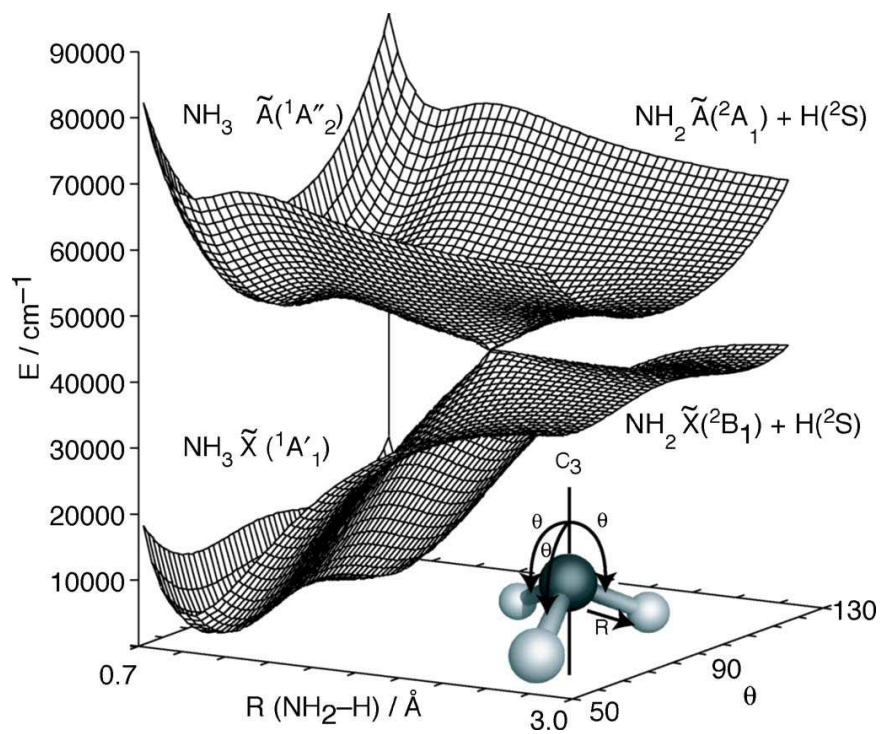 90000
80000
70000
60000
50000
40000
30000
20000
10000
E / cm⁻¹
NH₃ Ã(¹A″₂)
NH₂ Ã(²A₁) + H(²S)
NH₃ X̃ (¹A′₁)
NH₂ X̃(²B₁) + H(²S)
C₃
θ
θ
θ
R
0.7
R (NH₂–H) / Å
3.0
50
90
130
θ